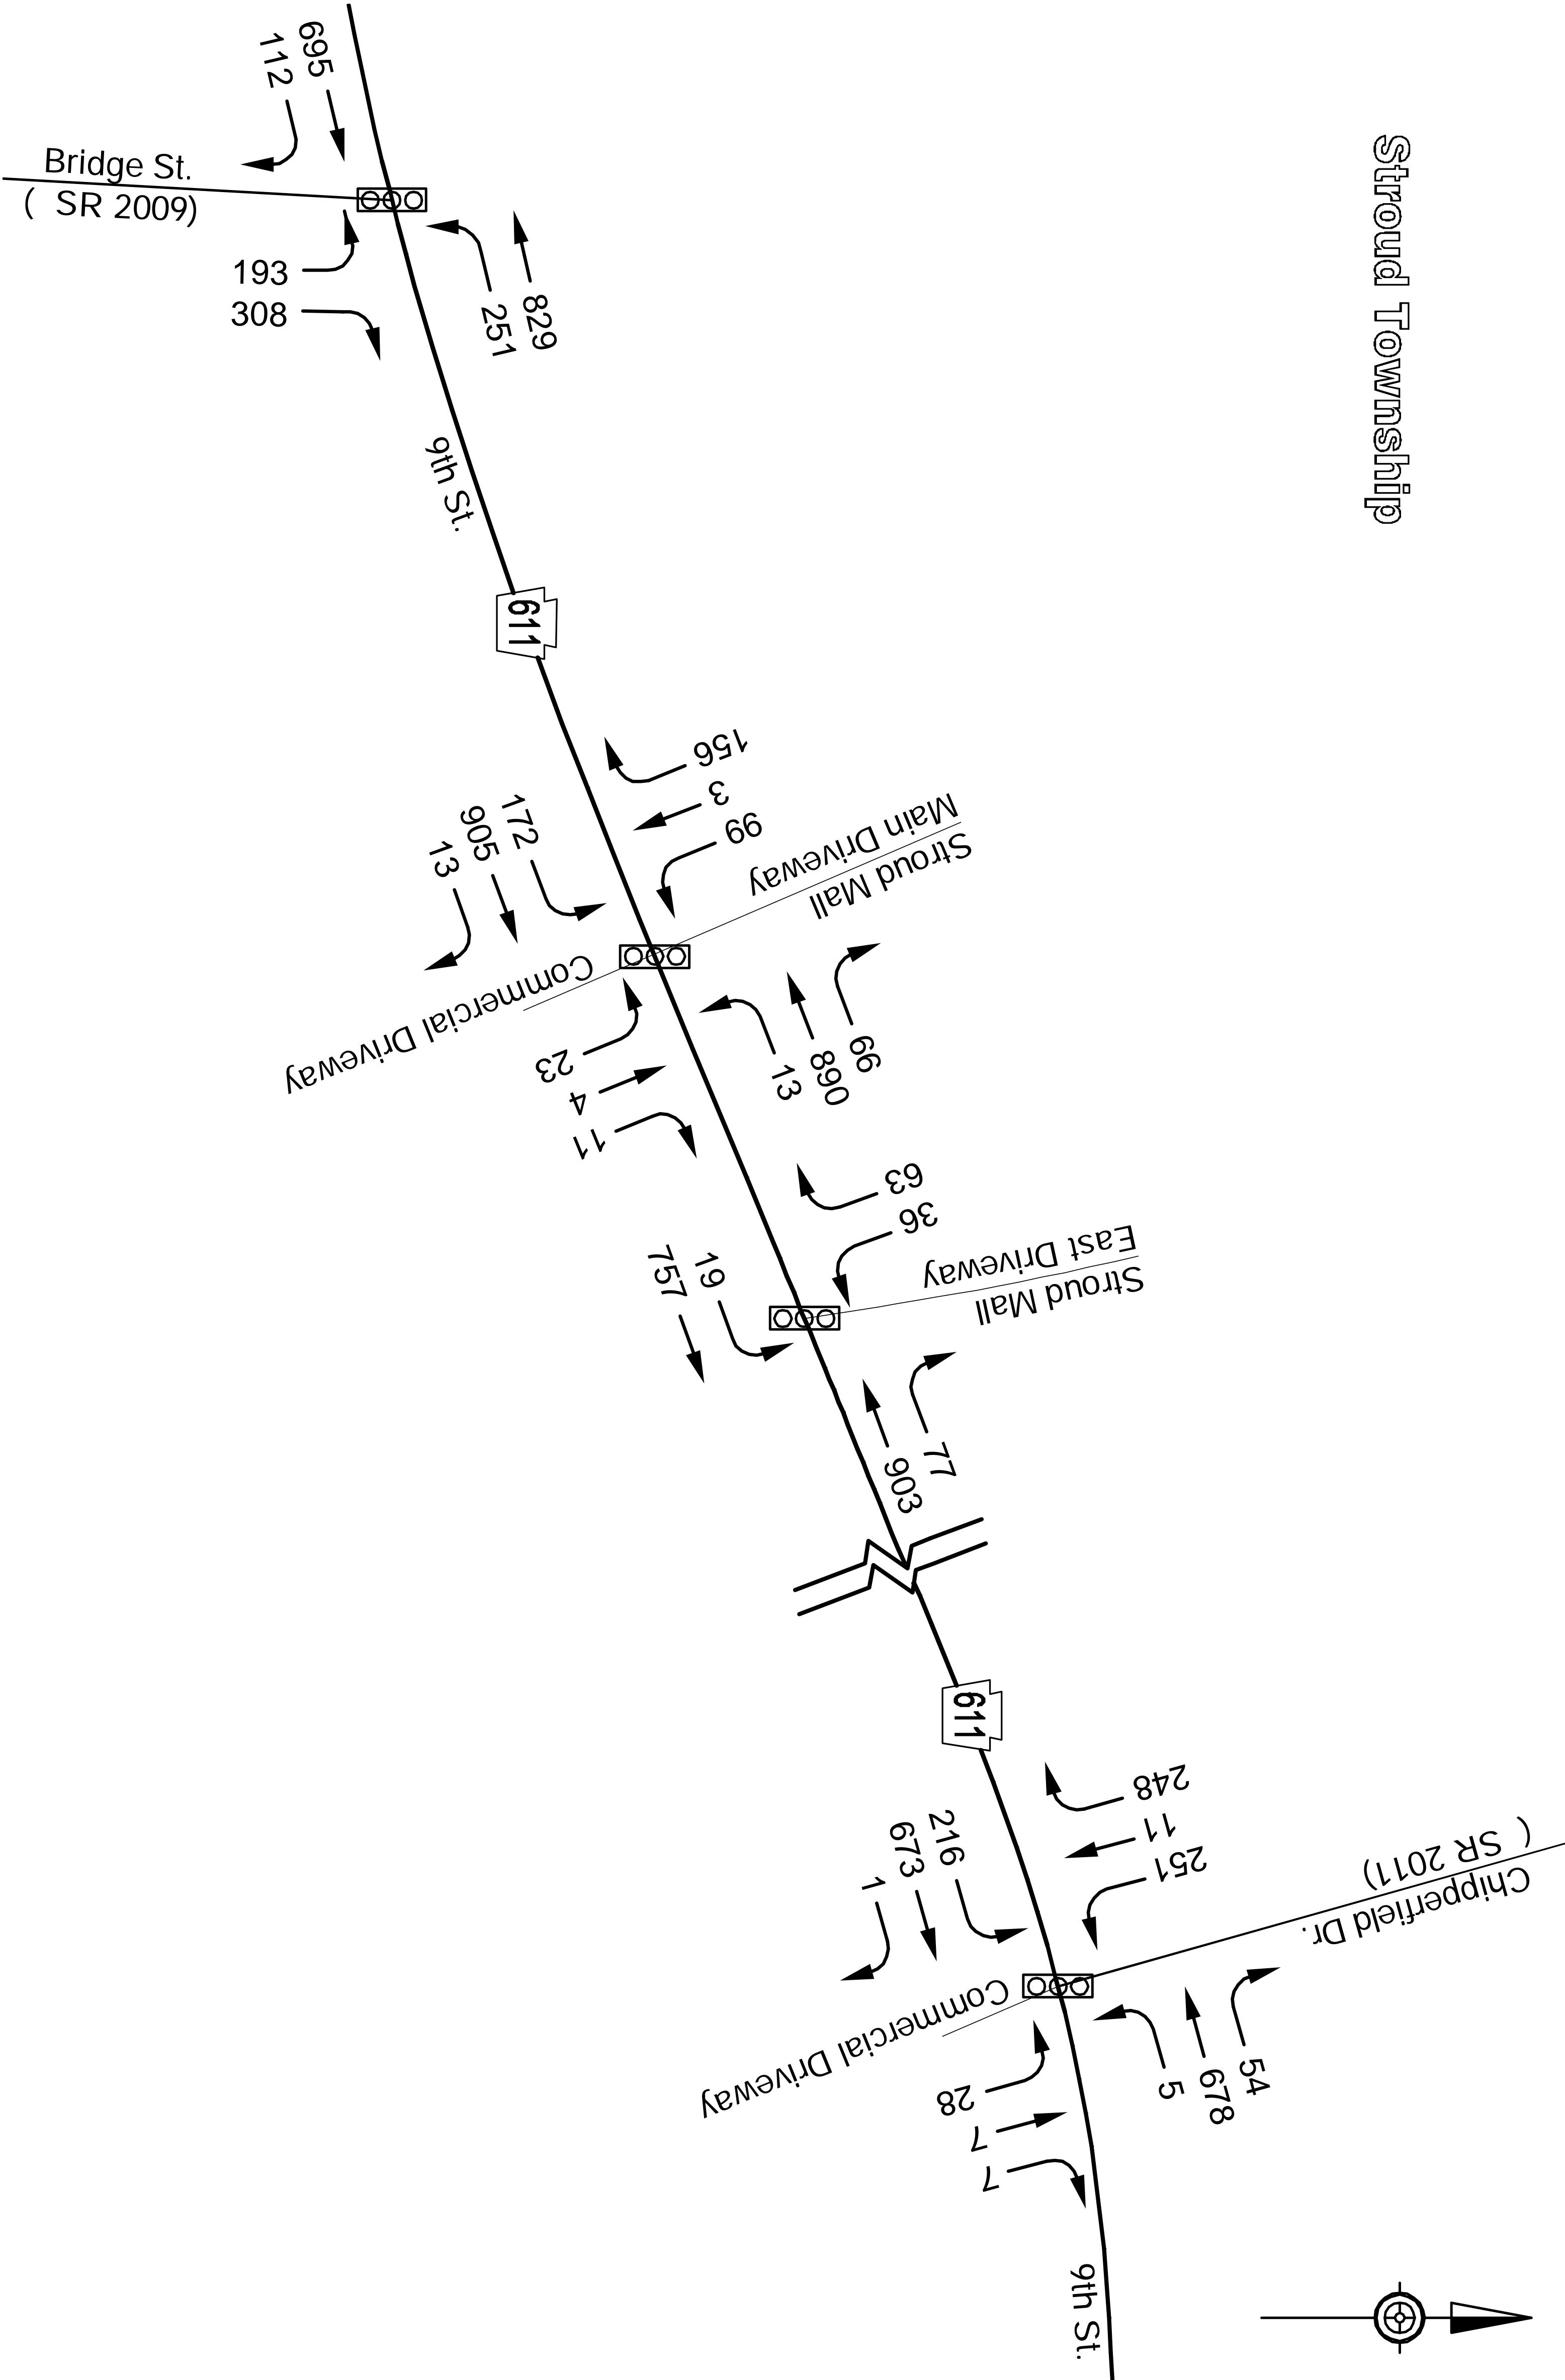 Stroud Township
695
112
Bridge St.
( SR 2009)
193
308
251
829
9th St.
611
156
3
99
172
905
13
Main Driveway
Stroud Mall
Commercial Driveway
23
4
11
13
890
66
63
36
757
19
East Driveway
Stroud Mall
903
77
611
248
11
251
216
673
1
( SR 2011)
Chipperfield Dr.
Commercial Driveway
28
7
7
5
678
54
9th St.